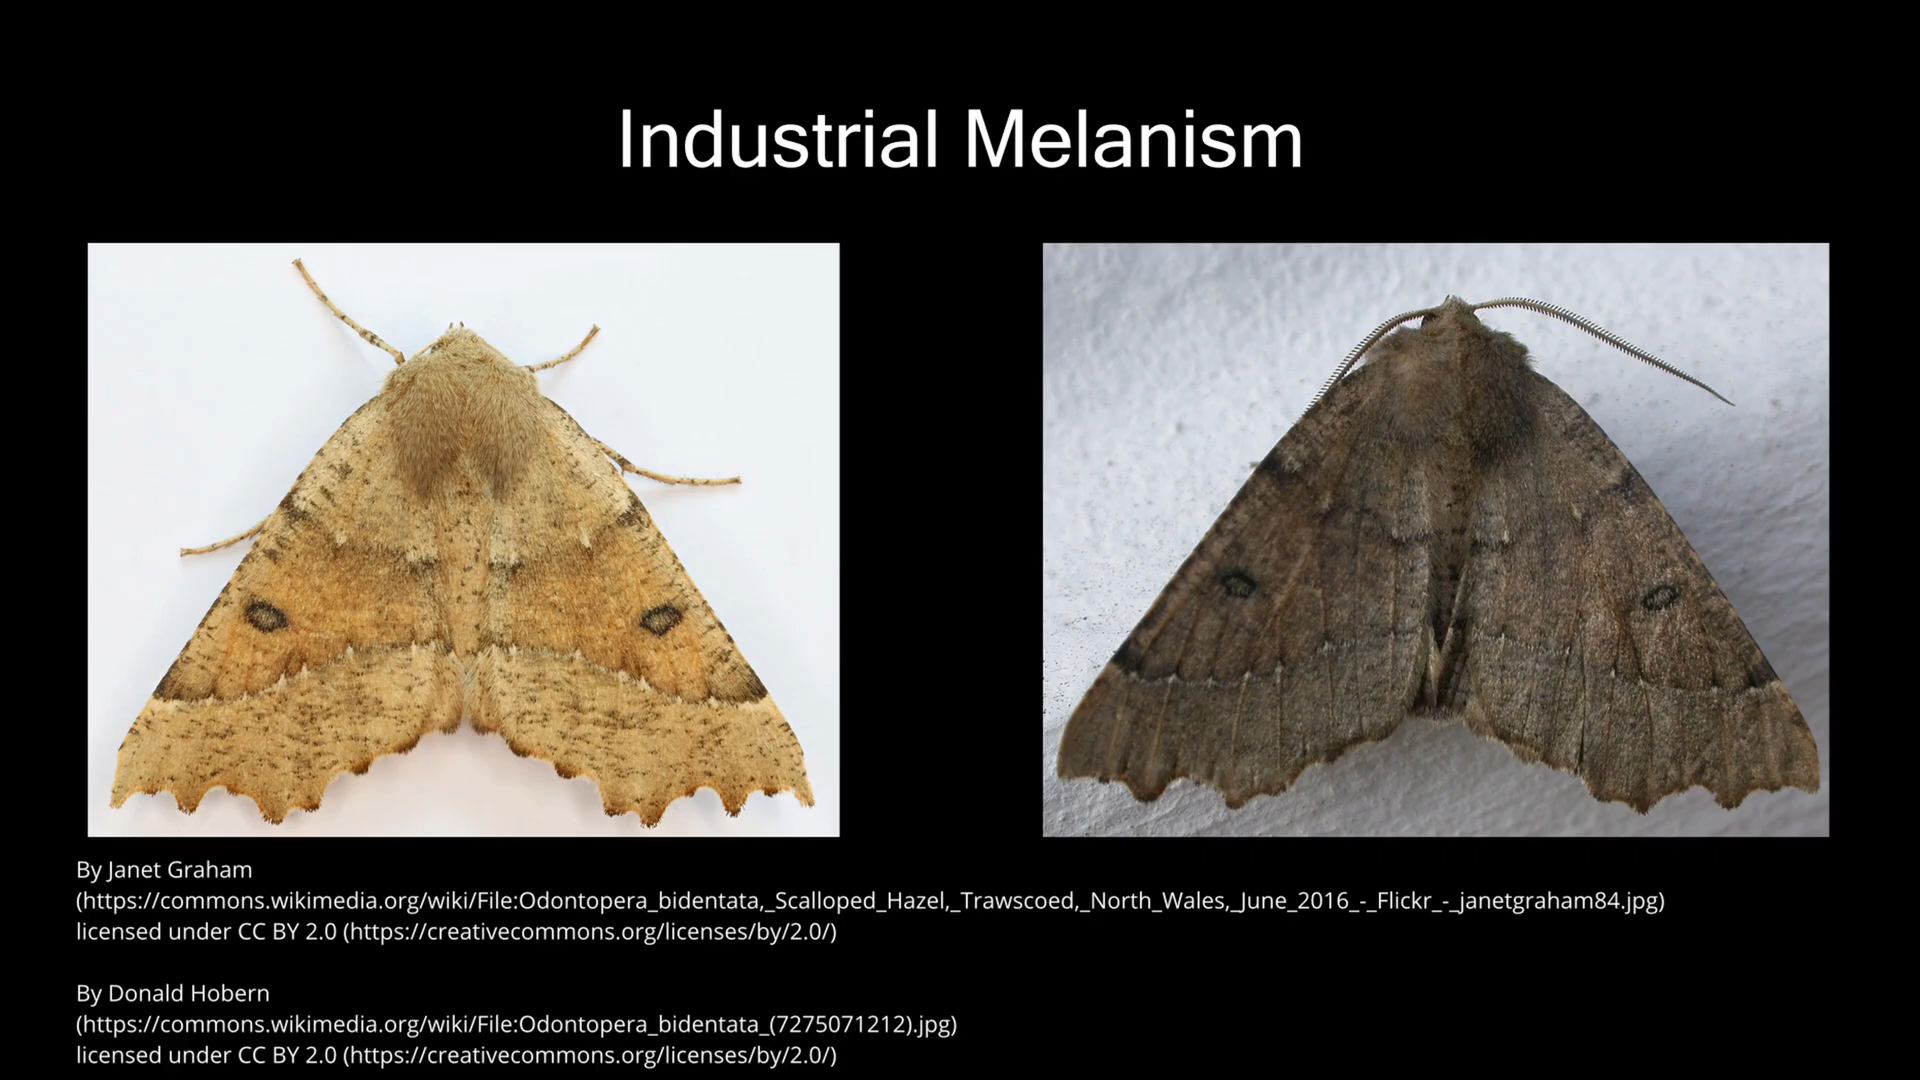 Industrial Melanism
By Janet Graham
(https://commons.wikimedia.org/wiki/File:Odontopera_bidentata,_Scalloped_Hazel,_Trawscoed,_North_Wales,_June_2016_-_Flickr_-_janetgraham84.jpg)
licensed under CC BY 2.0 (https://creativecommons.org/licenses/by/2.0/)
By Donald Hobern
(https://commons.wikimedia.org/wiki/File:Odontopera_bidentata_(7275071212).jpg)
licensed under CC BY 2.0 (https://creativecommons.org/licenses/by/2.0/)